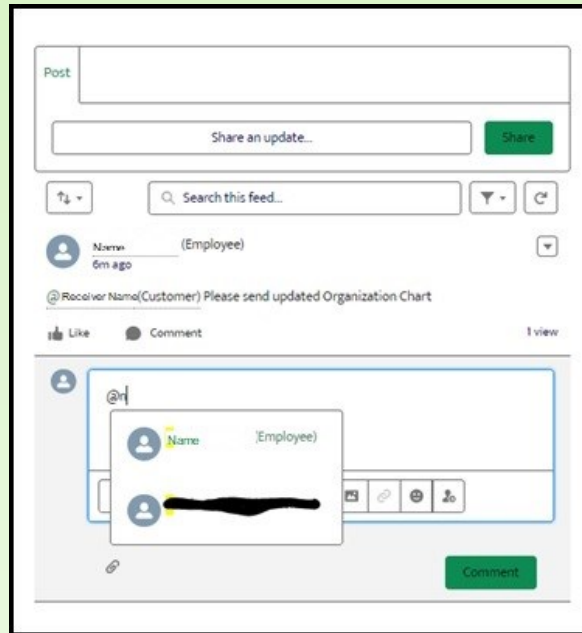 Post
Share an update...
Share
Search this feed...
Name (Employee)
6m ago
@Receiver Name(Customer) Please send updated Organization Chart
Like Comment 1 view
@n
Name (Employee)
Comment